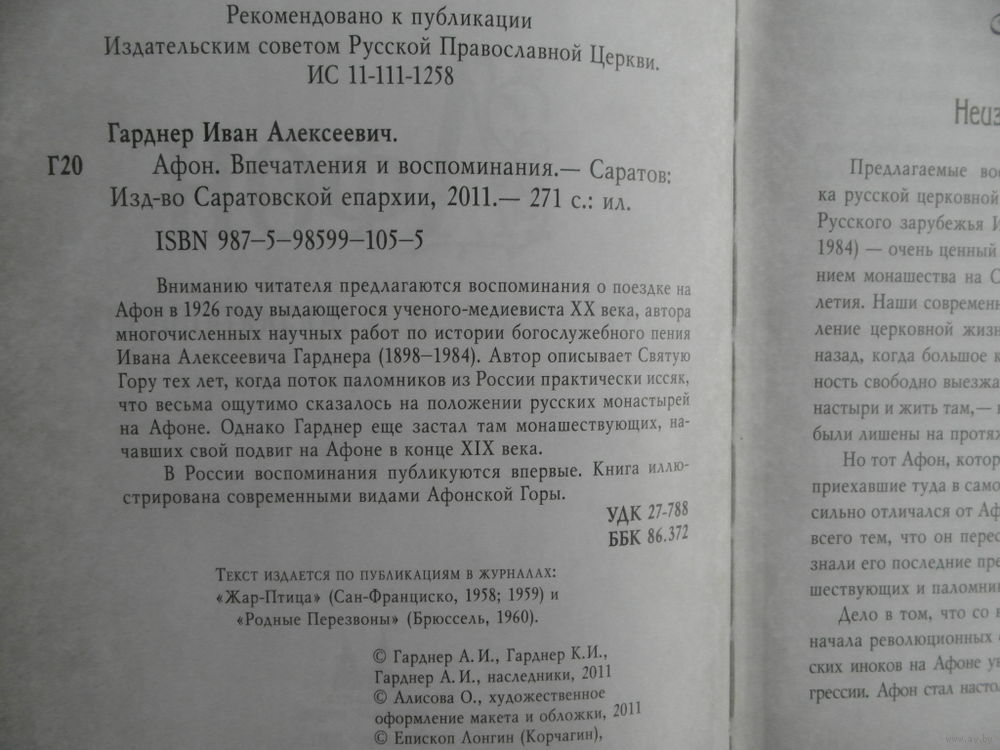 Рекомендовано к публикации
Издательским советом Русской Православной Церкви.
ИС 11-111-1258
Гарднер Иван Алексеевич.
Г20 Афон. Впечатления и воспоминания.— Саратов:
Изд-во Саратовской епархии, 2011.— 271 с.: ил.
ISBN 987–5–98599–105–5
Вниманию читателя предлагаются воспоминания о поездке на
Афон в 1926 году выдающегося ученого-медиевиста XX века, автора
многочисленных научных работ по истории богослужебного пения
Ивана Алексеевича Гарднера (1898–1984). Автор описывает Святую
Гору тех лет, когда поток паломников из России практически иссяк,
что весьма ощутимо сказалось на положении русских монастырей
на Афоне. Однако Гарднер еще застал там монашествующих, на-
чавших свой подвиг на Афоне в конце XIX века.
В России воспоминания публикуются впервые. Книга иллю-
стрирована современными видами Афонской Горы.
УДК 27-788
ББК 86.372
Текст издается по публикациям в журналах:
«Жар-Птица» (Сан-Франциско, 1958; 1959) и
«Родные Перезвоны» (Брюссель, 1960).
© Гарднер А.И., Гарднер К.И.,
Гарднер А.И., наследники, 2011
© Алисова О., художественное
оформление макета и обложки, 2011
© Епископ Лонгин (Корчагин),
Неиз
Предлагаемые вос
ка русской церковной
Русского зарубежья И
1984) — очень ценный
нием монашества на С
летия. Наши современн
ление церковной жизн
назад, когда большое к
ность свободно выезжа
настыри и жить там,—
были лишены на протяж
Но тот Афон, котор
приехавшие туда в само
сильно отличался от Аф
всего тем, что он перес
знали его последние пре
шествующих и паломни
Дело в том, что со в
начала революционных
ских иноков на Афоне ув
грессии. Афон стал настол
www.ay.by